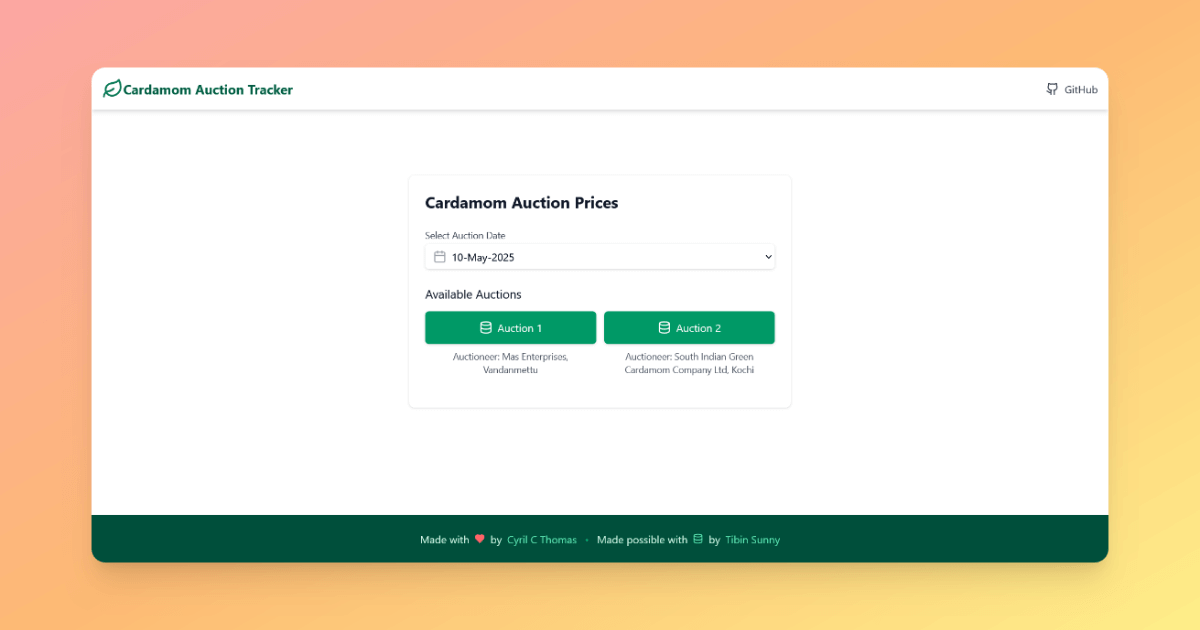 Cardamom Auction Tracker
GitHub
Cardamom Auction Prices
Select Auction Date
10-May-2025
Available Auctions
Auction 1
Auction 2
Auctioneer: Mas Enterprises,
Vandanmettu
Auctioneer: South Indian Green
Cardamom Company Ltd, Kochi
Made with ❤ by Cyril C Thomas · Made possible with by Tibin Sunny